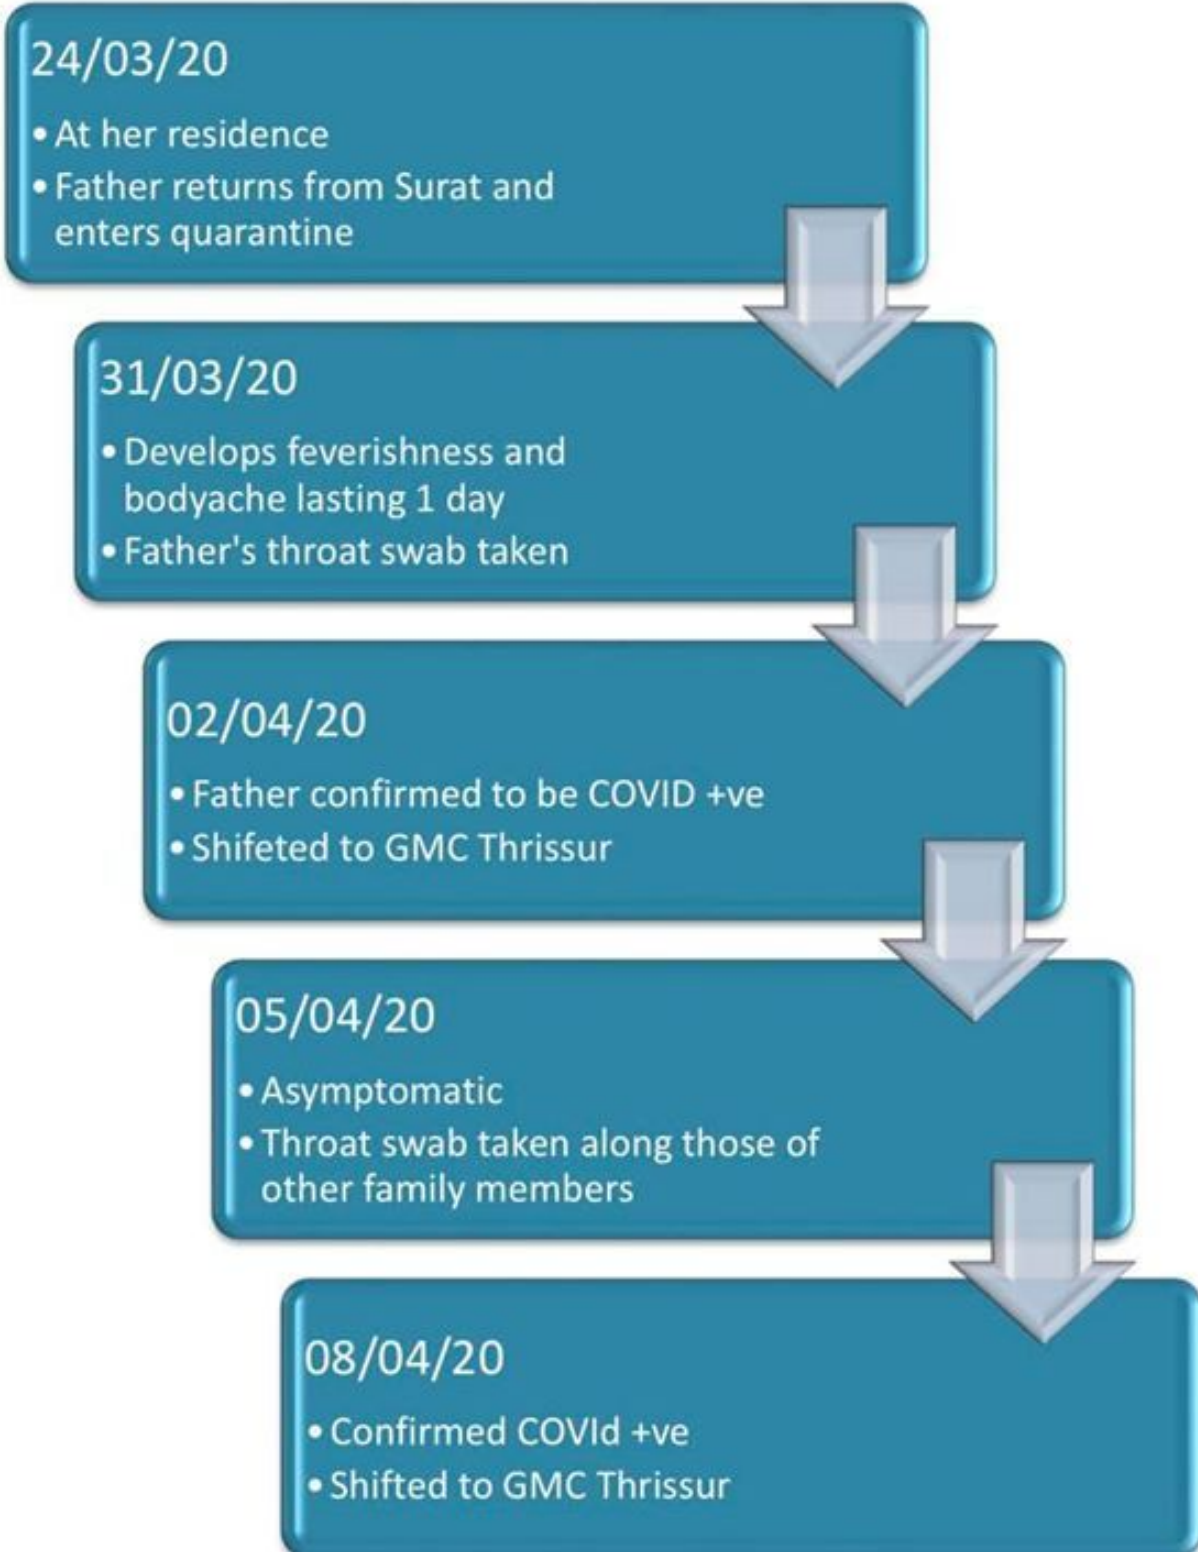 24/03/20
• At her residence
• Father returns from Surat and
enters quarantine
31/03/20
• Develops feverishness and
bodyache lasting 1 day
• Father's throat swab taken
02/04/20
• Father confirmed to be COVID +ve
• Shifeted to GMC Thrissur
05/04/20
• Asymptomatic
• Throat swab taken along those of
other family members
08/04/20
• Confirmed COVId +ve
• Shifted to GMC Thrissur